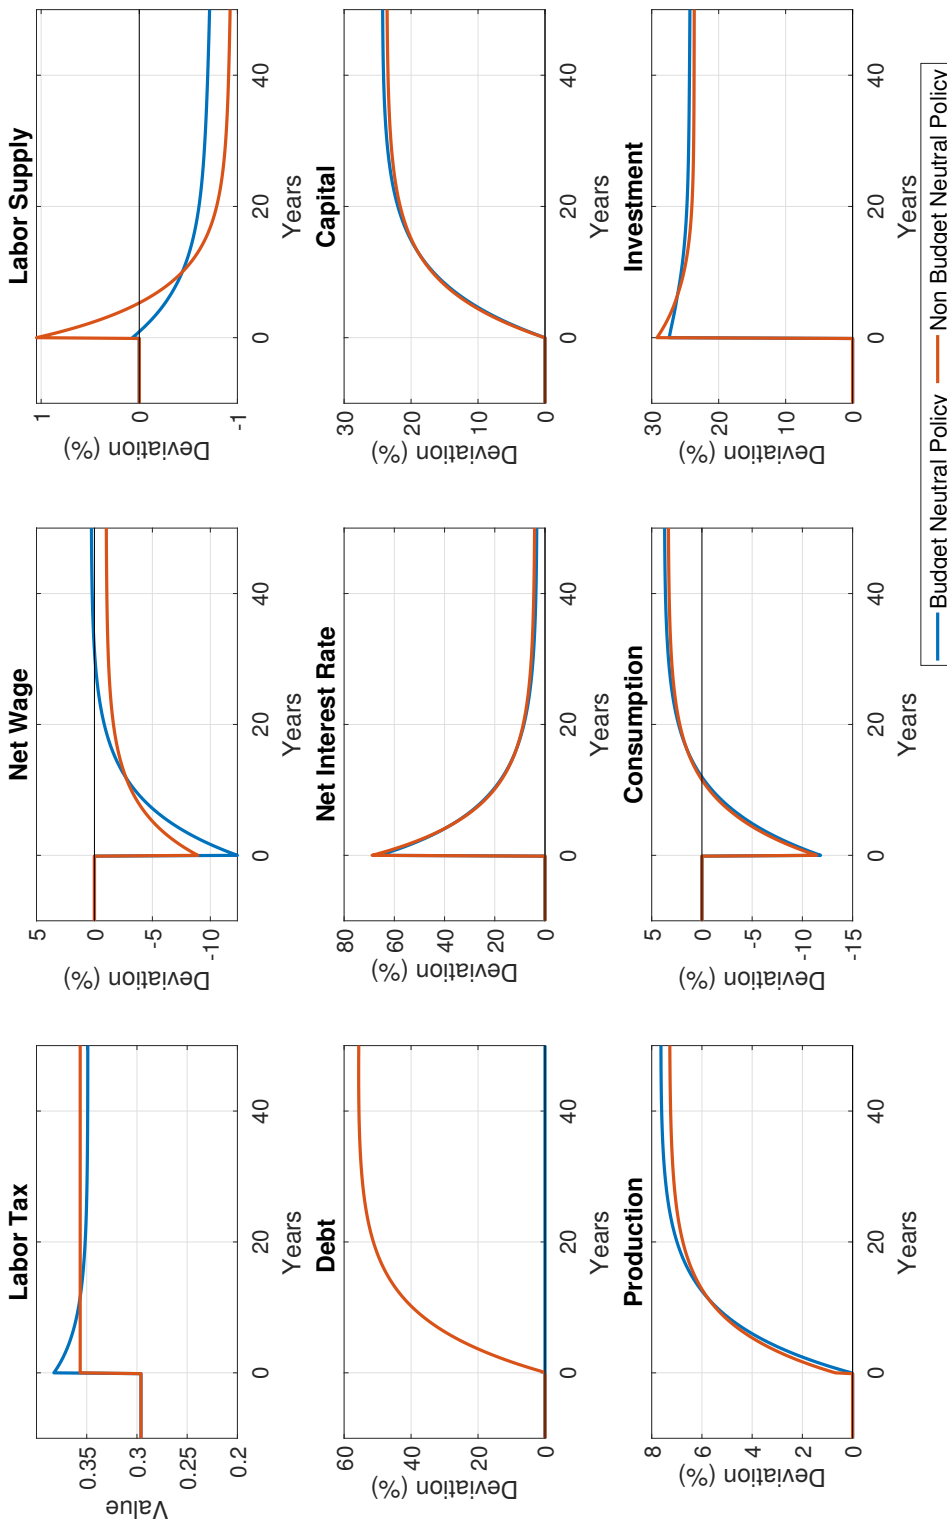 Labor Tax
Value
0.35
0.3
0.25
0.2
0 20 40
Years
Net Wage
Deviation (%)
5
0
-5
-10
0 20 40
Years
Labor Supply
Deviation (%)
1
0
-1
0 20 40
Years
Debt
Deviation (%)
60
40
20
0
0 20 40
Years
Net Interest Rate
Deviation (%)
80
60
40
20
0
0 20 40
Years
Capital
Deviation (%)
30
20
10
0
0 20 40
Years
Production
Deviation (%)
8
6
4
2
0
0 20 40
Years
Consumption
Deviation (%)
5
0
-5
-10
-15
0 20 40
Years
Investment
Deviation (%)
30
20
10
0
0 20 40
Years
Budget Neutral Policy Non Budget Neutral Policy